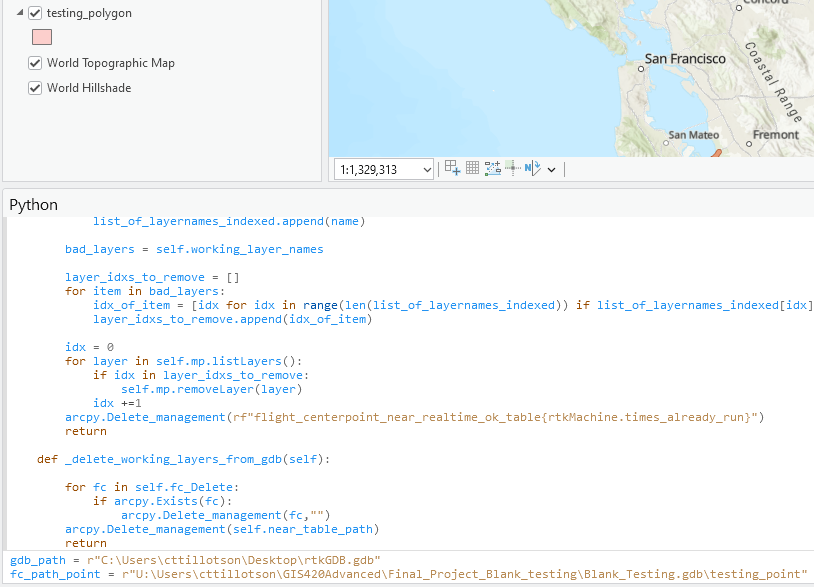 testing_polygon
World Topographic Map
World Hillshade
Concord
San Francisco
Coastal Range
San Mateo
Fremont
1:1,329,313
N
Python
list_of_layernames_indexed.append(name)
bad_layers = self.working_layer_names
layer_idxs_to_remove = []
for item in bad_layers:
idx_of_item = [idx for idx in range(len(list_of_layernames_indexed)) if list_of_layernames_indexed[idx]
layer_idxs_to_remove.append(idx_of_item)
idx = 0
for layer in self.mp.listLayers():
if idx in layer_idxs_to_remove:
self.mp.removeLayer(layer)
idx +=1
arcpy.Delete_management(rf"flight_centerpoint_near_realtime_ok_table{rtkMachine.times_already_run}")
return
def _delete_working_layers_from_gdb(self):
for fc in self.fc_Delete:
if arcpy.Exists(fc):
arcpy.Delete_management(fc,"")
arcpy.Delete_management(self.near_table_path)
return
gdb_path = r"C:\Users\cttillotson\Desktop\rtkGDB.gdb"
fc_path_point = r"U:\Users\cttillotson\GIS420Advanced\Final_Project_Blank_testing\Blank_Testing.gdb\testing_point"